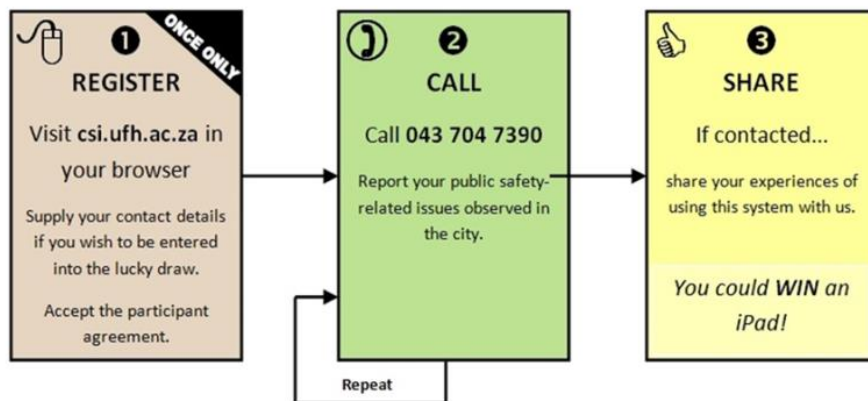 1
ONCE ONLY
REGISTER
Visit csi.ufh.ac.za in
your browser
Supply your contact details
if you wish to be entered
into the lucky draw.
Accept the participant
agreement.
2
CALL
Call 043 704 7390
Report your public safety-
related issues observed in
the city.
Repeat
3
SHARE
If contacted...
share your experiences of
using this system with us.
You could WIN an
iPad!